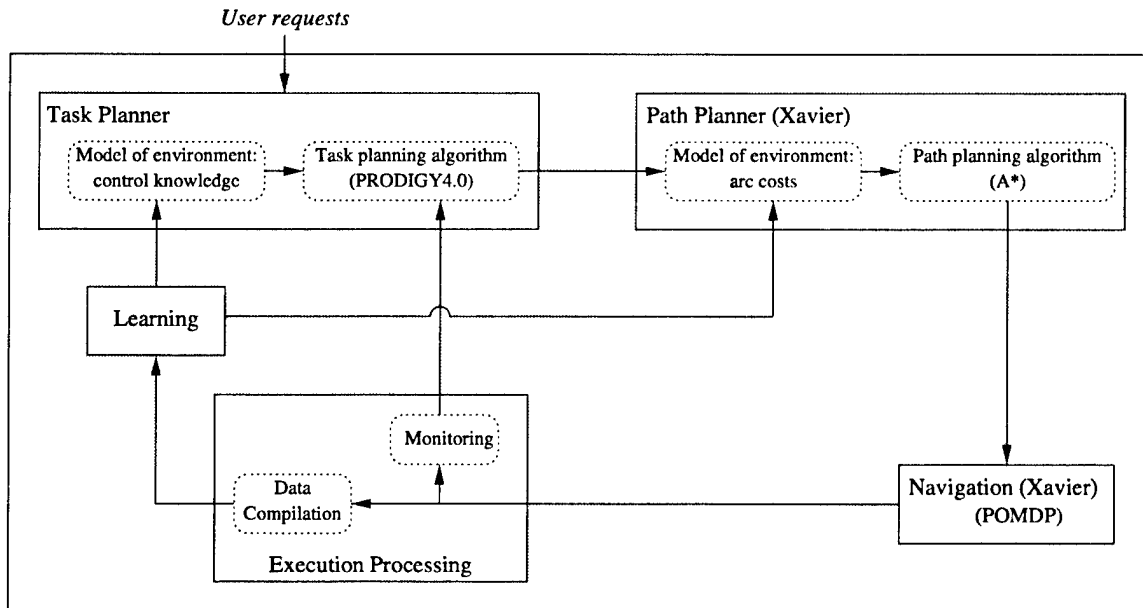 User requests
Task Planner
Model of environment:
control knowledge
Task planning algorithm
(PRODIGY4.0)
Path Planner (Xavier)
Model of environment:
arc costs
Path planning algorithm
(A*)
Learning
Monitoring
Data
Compilation
Execution Processing
Navigation (Xavier)
(POMDP)